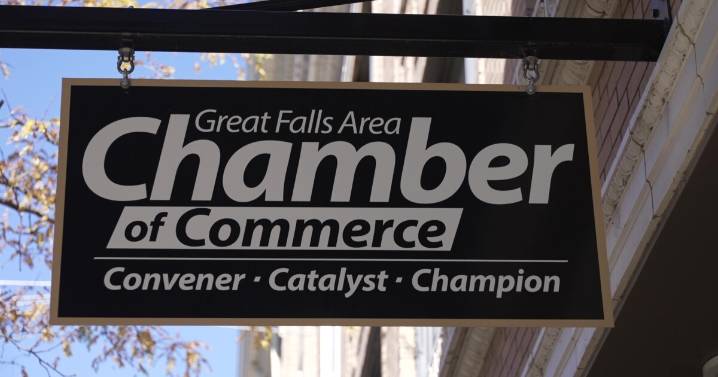 Great Falls Area
Chamber
of Commerce
Convener · Catalyst · Champion